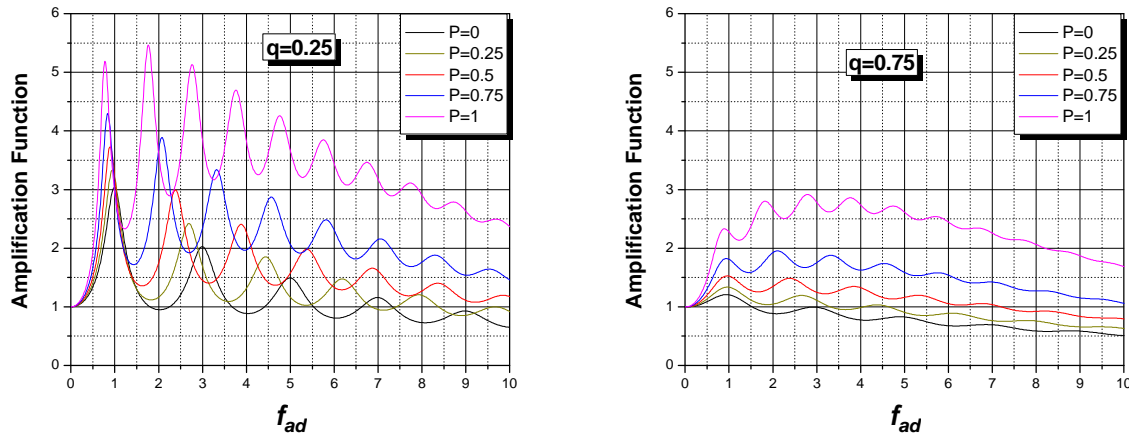 Amplification Function
6
5
4
3
2
1
0
q=0.25
P=0
P=0.25
P=0.5
P=0.75
P=1
0 1 2 3 4 5 6 7 8 9 10
f_ad
Amplification Function
6
5
4
3
2
1
0
q=0.75
P=0
P=0.25
P=0.5
P=0.75
P=1
0 1 2 3 4 5 6 7 8 9 10
f_ad